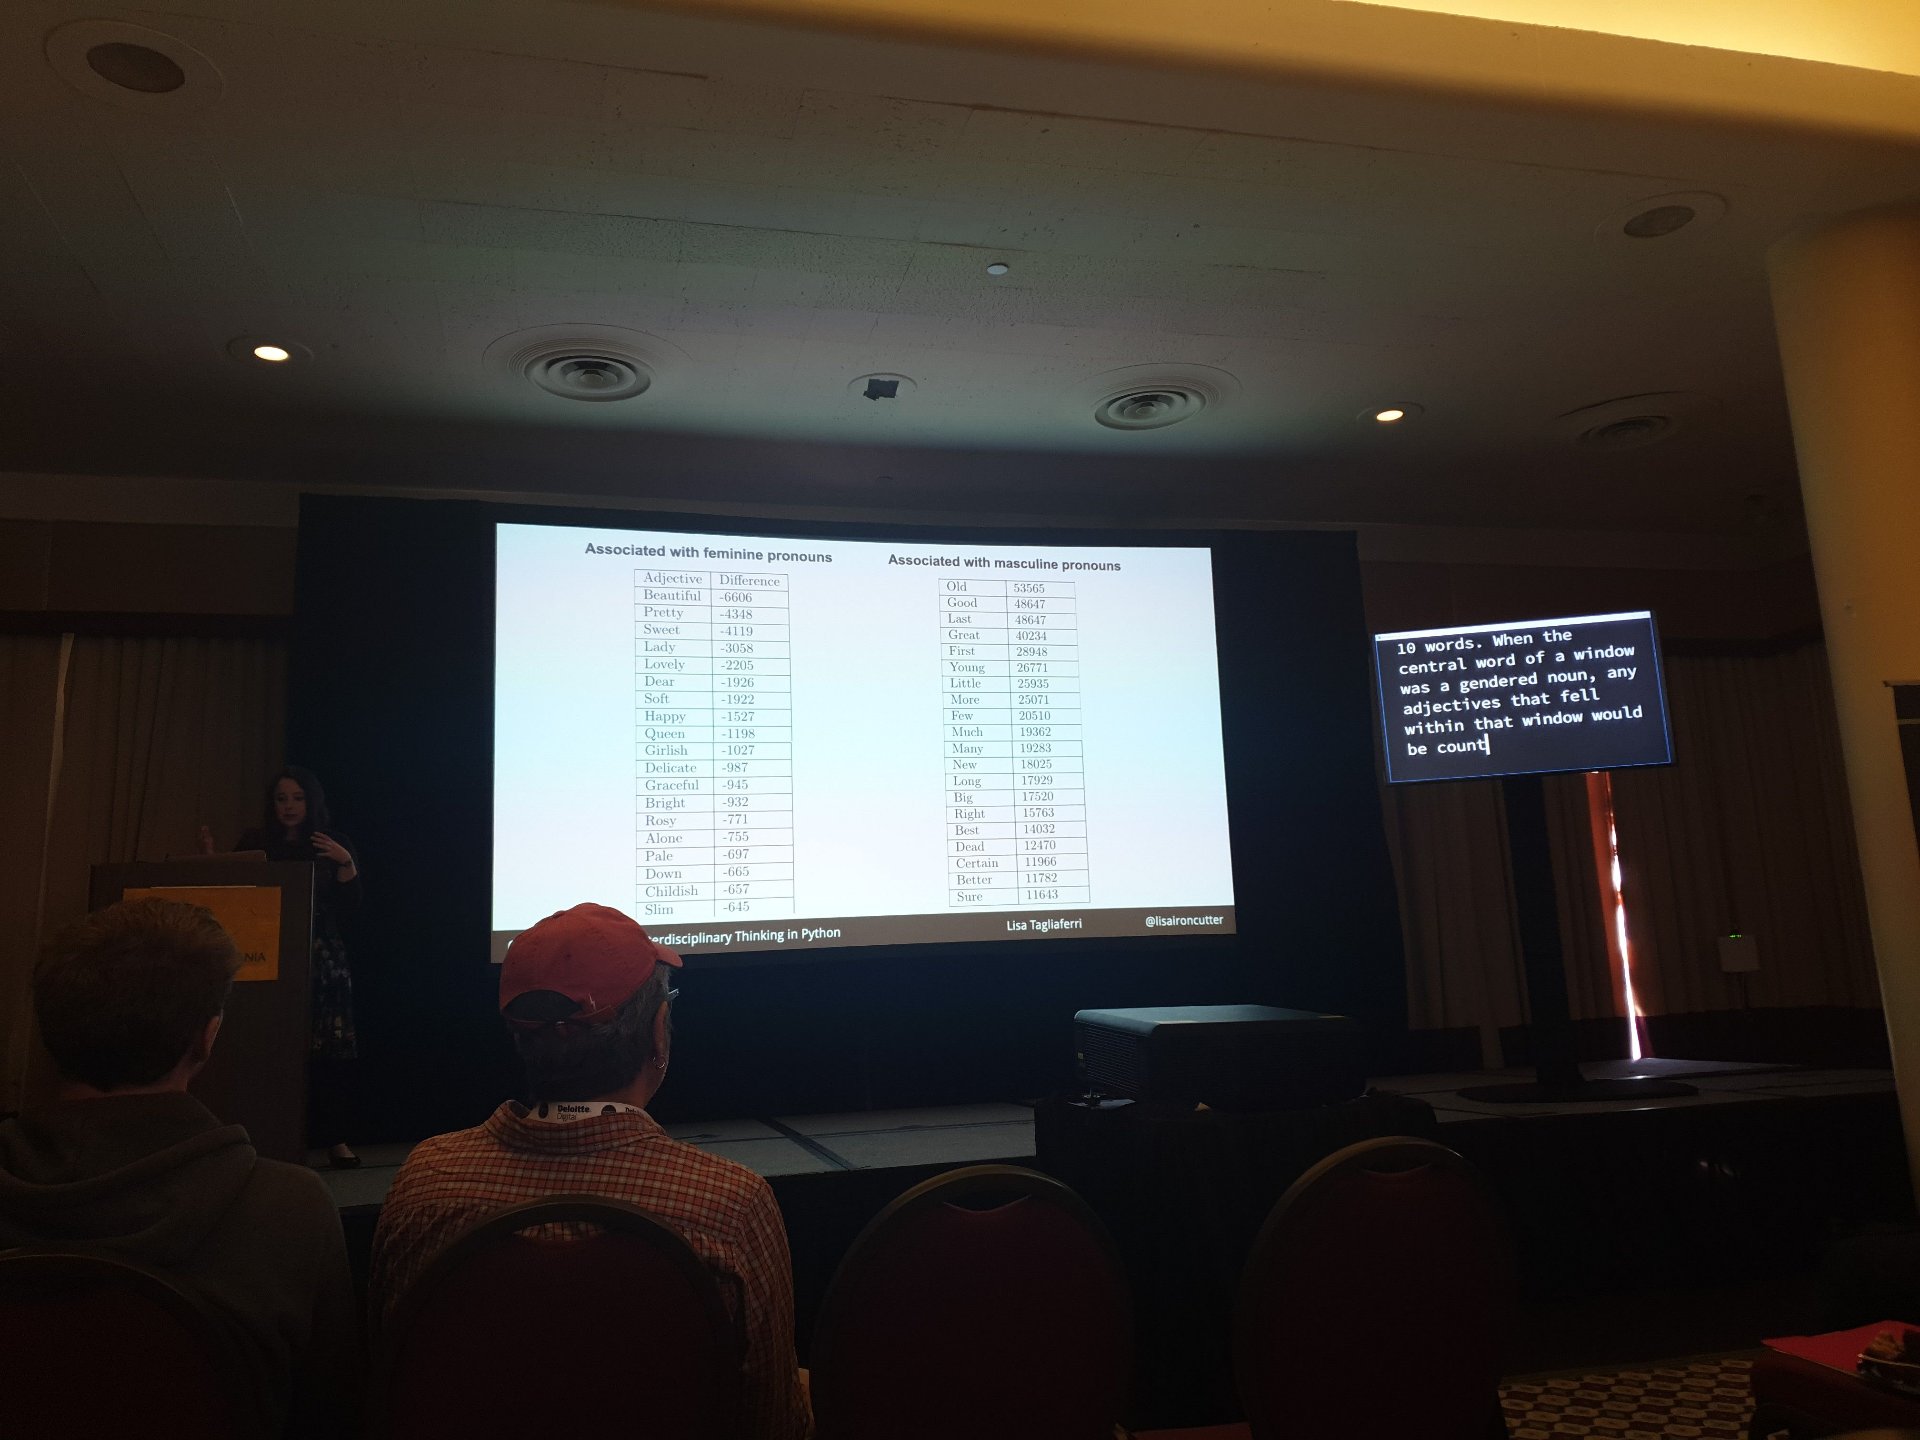 Associated with feminine pronouns
Adjective Difference
Beautiful -6606
Pretty -4348
Sweet -4119
Lady -3058
Lovely -2205
Dear -1926
Soft -1922
Happy -1527
Queen -1198
Girlish -1027
Delicate -987
Graceful -945
Bright -932
Rosy -771
Alone -755
Pale -697
Down -665
Childish -657
Slim -645
Associated with masculine pronouns
Old 53565
Good 48647
Last 48647
Great 40234
First 28948
Young 26771
Little 25935
More 25071
Few 20510
Much 19362
Many 19283
New 18025
Long 17929
Big 17520
Right 15763
Best 14032
Dead 12470
Certain 11966
Better 11782
Sure 11643
terdisciplinary Thinking in Python Lisa Tagliaferri @lisaironcutter
10 words. When the
central word of a window
was a gendered noun, any
adjectives that fell
within that window would
be count
NIA
Deloitte
Digital